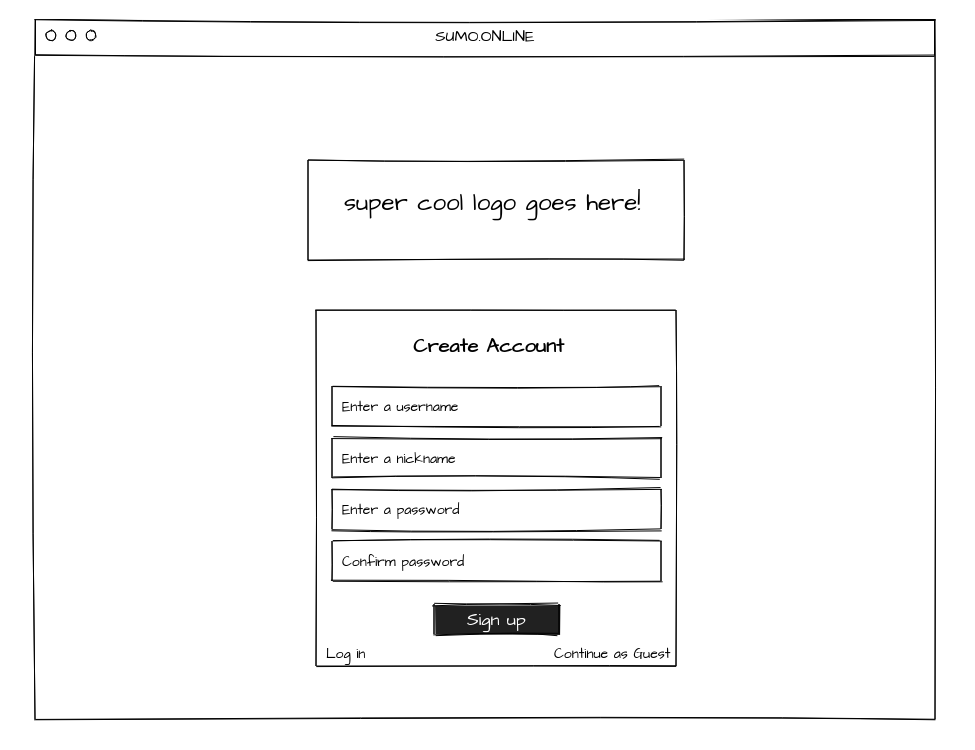 SUMO.ONLINE
super cool logo goes here!
Create Account
Enter a username
Enter a nickname
Enter a password
Confirm password
Sign up
Log in
Continue as Guest